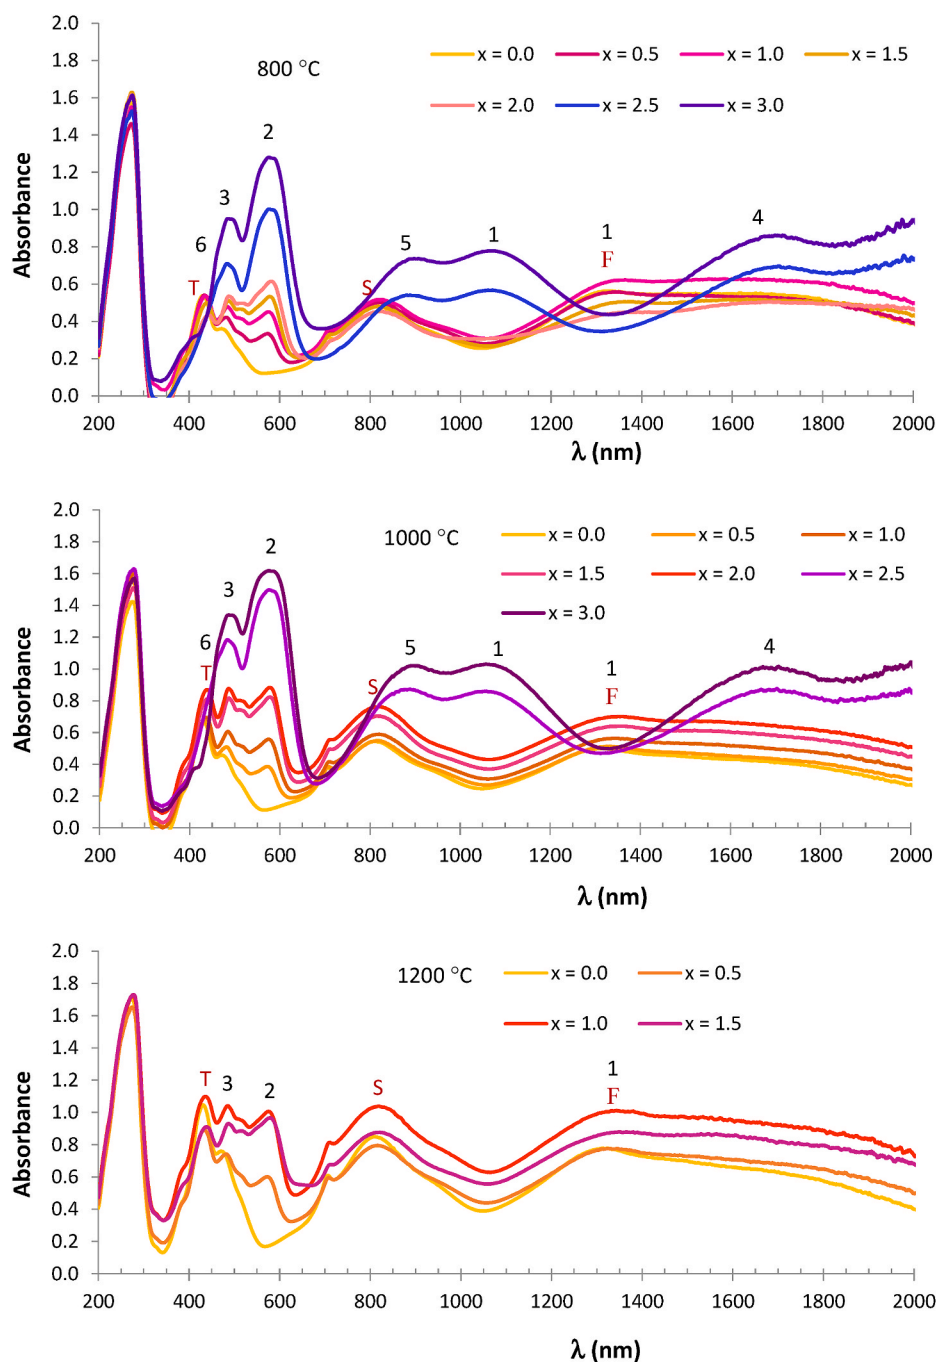 2.0
1.8
1.6
1.4
1.2
1.0
0.8
0.6
0.4
0.2
0.0
Absorbance
800 °C
x = 0.0 x = 0.5 x = 1.0 x = 1.5
x = 2.0 x = 2.5 x = 3.0
T 6 3 2 S 5 1 1 F 4
200 400 600 800 1000 1200 1400 1600 1800 2000
λ (nm)
2.0
1.8
1.6
1.4
1.2
1.0
0.8
0.6
0.4
0.2
0.0
Absorbance
1000 °C
x = 0.0 x = 0.5 x = 1.0
x = 1.5 x = 2.0 x = 2.5
x = 3.0
6 T 3 2 S 5 1 1 F 4
200 400 600 800 1000 1200 1400 1600 1800 2000
λ (nm)
2.0
1.8
1.6
1.4
1.2
1.0
0.8
0.6
0.4
0.2
0.0
Absorbance
1200 °C
x = 0.0 x = 0.5
x = 1.0 x = 1.5
T 3 2 S 1 F
200 400 600 800 1000 1200 1400 1600 1800 2000
λ (nm)